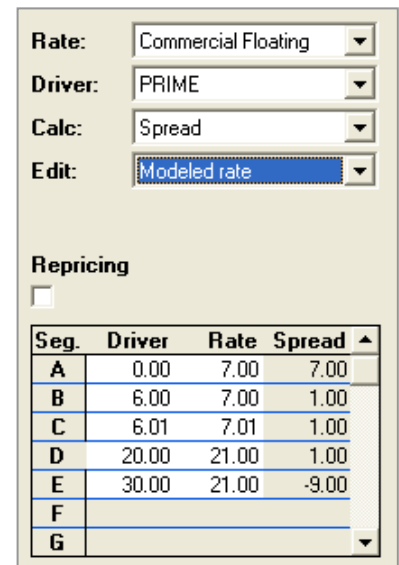 Rate: Commercial Floating
Driver: PRIME
Calc: Spread
Edit: Modeled rate
Repricing
Seg. Driver Rate Spread
A 0.00 7.00 7.00
B 6.00 7.00 1.00
C 6.01 7.01 1.00
D 20.00 21.00 1.00
E 30.00 21.00 -9.00
F
G